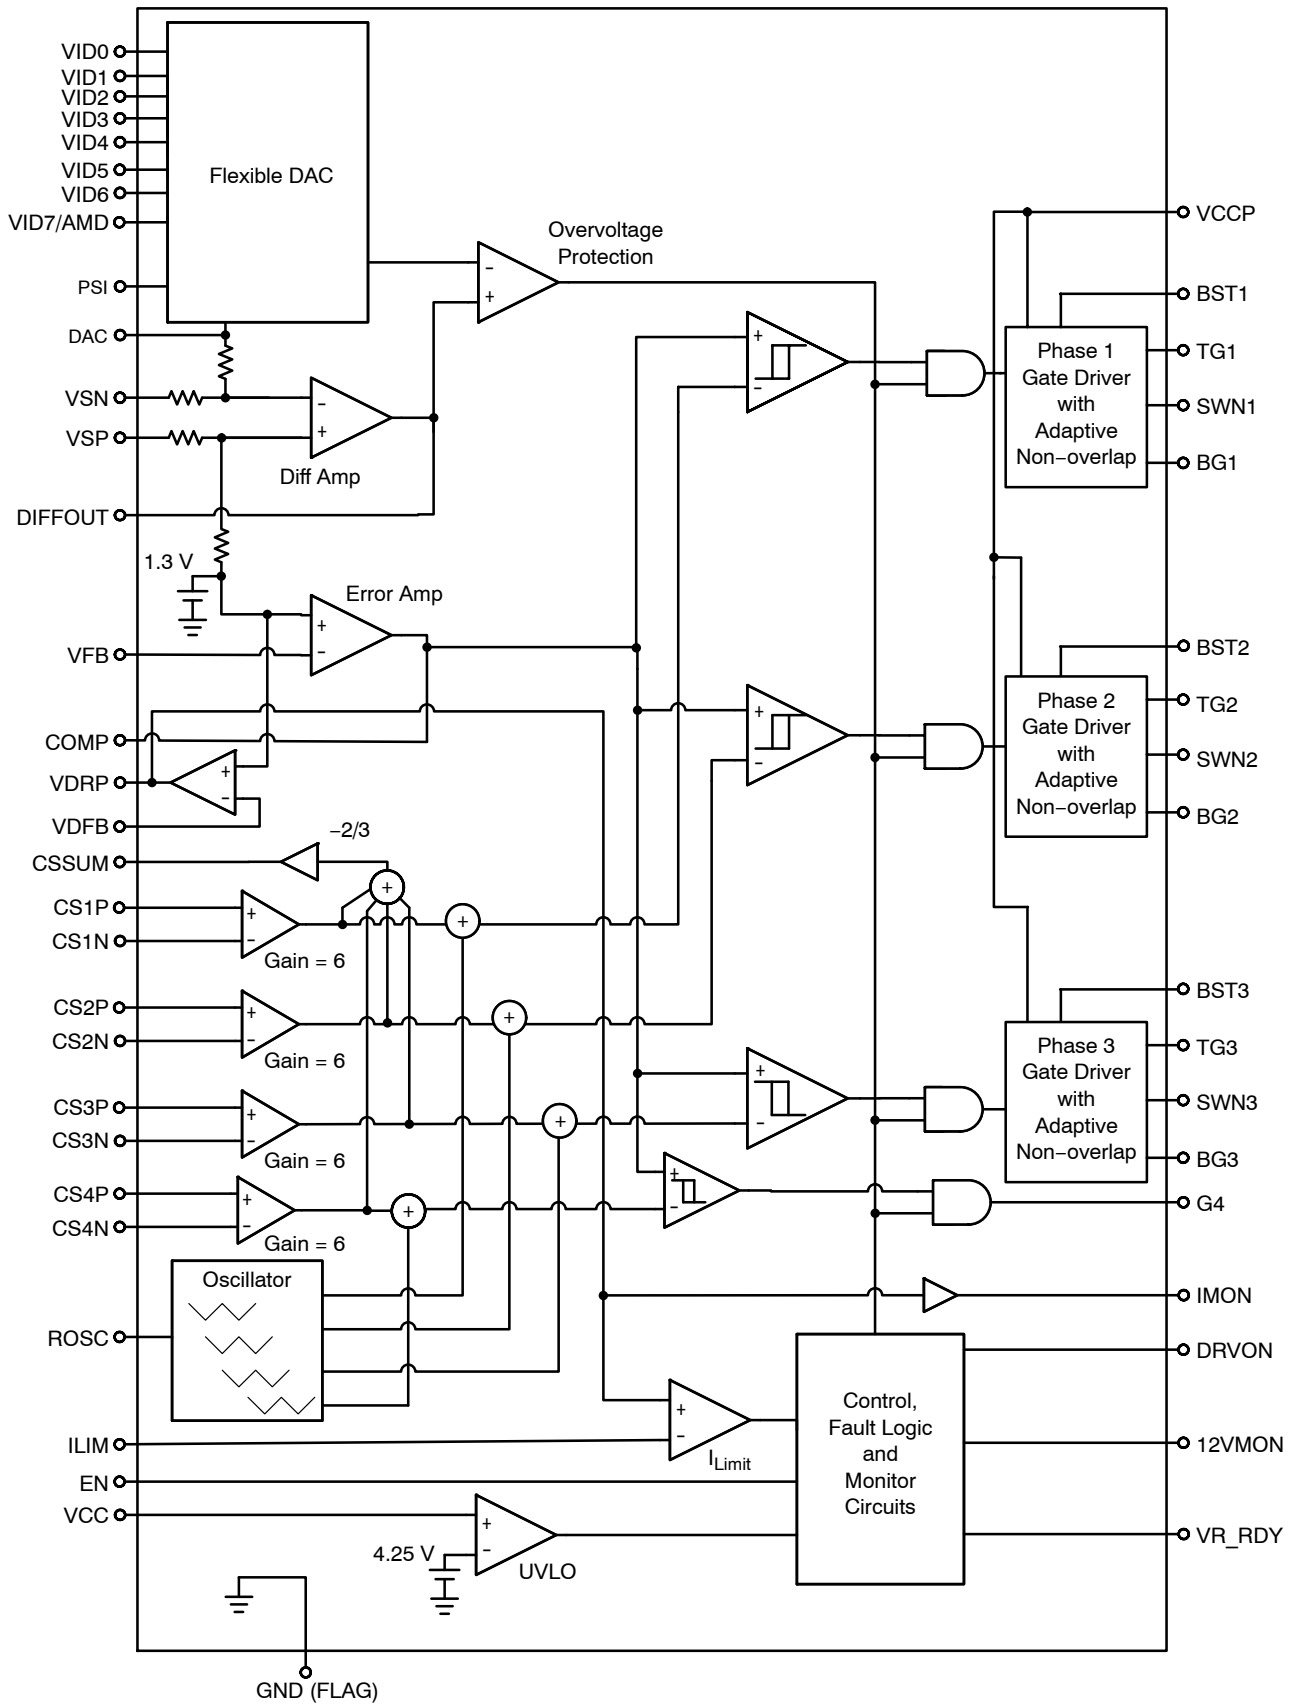 VID0
VID1
VID2
VID3
VID4
VID5
VID6
VID7/AMD
PSI
DAC
VSN
VSP
DIFFOUT
Flexible DAC
Overvoltage
Protection
-
+
-
+
Diff Amp
1.3 V
Error Amp
+
-
VFB
COMP
VDRP
VDFB
+
-
−2/3
CSSUM
+
CS1P
CS1N
+
-
Gain = 6
+
CS2P
CS2N
+
-
Gain = 6
+
CS3P
CS3N
+
-
Gain = 6
+
CS4P
CS4N
+
-
Gain = 6
+
Oscillator
ROSC
ILIM
EN
VCC
+
-
ILimit
4.25 V
+
-
UVLO
GND (FLAG)
+
-
+
-
+
-
+
-
Phase 1
Gate Driver
with
Adaptive
Non−overlap
Phase 2
Gate Driver
with
Adaptive
Non−overlap
Phase 3
Gate Driver
with
Adaptive
Non−overlap
Control,
Fault Logic
and
Monitor
Circuits
VCCP
BST1
TG1
SWN1
BG1
BST2
TG2
SWN2
BG2
BST3
TG3
SWN3
BG3
G4
IMON
DRVON
12VMON
VR_RDY